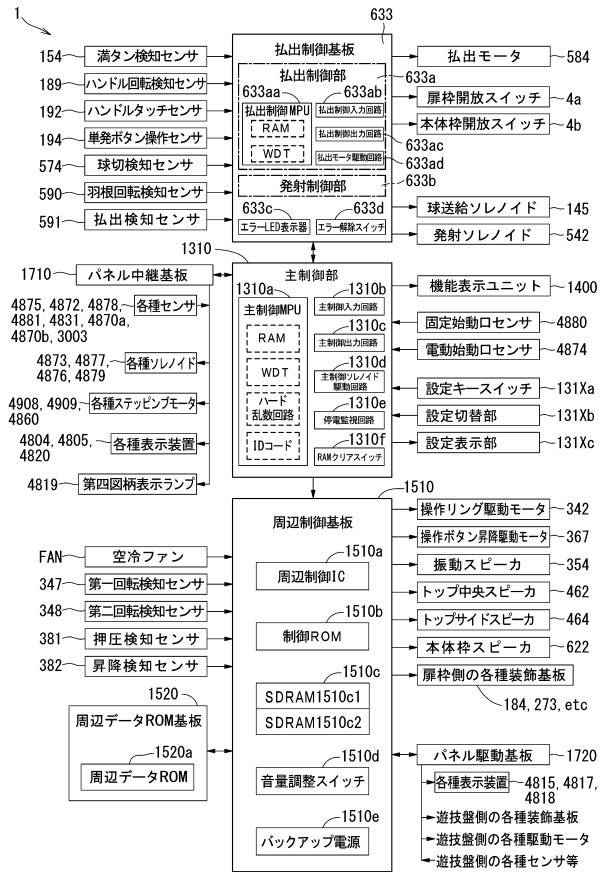 1
633
払出制御基板
154 満タン検知センサ
189 ハンドル回転検知センサ
192 ハンドルタッチセンサ
194 単発ボタン操作センサ
574 球切検知センサ
590 羽根回転検知センサ
591 払出検知センサ
払出制御部
633a
633aa
633ab
払出制御MPU
RAM
WDT
払出制御入力回路
払出制御出力回路
633ac
払出モータ駆動回路
633ad
発射制御部
633b
633c
633d
エラーLED表示器
エラー解除スイッチ
払出モータ 584
扉枠開放スイッチ 4a
本体枠開放スイッチ 4b
球送給ソレノイド 145
発射ソレノイド 542
1310
主制御部
1310a
主制御MPU
RAM
WDT
ハード
乱数回路
IDコード
1310b
主制御入力回路
1310c
主制御出力回路
1310d
主制御ソレノイド
駆動回路
1310e
停電監視回路
1310f
RAMクリアスイッチ
1710 パネル中継基板
4875, 4872, 4878,
4881, 4831, 4870a,
4870b, 3003
各種センサ
4873, 4877,
4876, 4879
各種ソレノイド
4908, 4909,
4860
各種ステッピングモータ
4804, 4805,
4820
各種表示装置
4819 第四図柄表示ランプ
機能表示ユニット 1400
固定始動口センサ 4880
電動始動口センサ 4874
設定キースイッチ 131Xa
設定切替部 131Xb
設定表示部 131Xc
1510
周辺制御基板
1510a
周辺制御IC
1510b
制御ROM
1510c
SDRAM1510c1
SDRAM1510c2
1510d
音量調整スイッチ
1510e
バックアップ電源
FAN 空冷ファン
347 第一回転検知センサ
348 第二回転検知センサ
381 押圧検知センサ
382 昇降検知センサ
1520
周辺データROM基板
1520a
周辺データROM
操作リング駆動モータ 342
操作ボタン昇降駆動モータ 367
振動スピーカ 354
トップ中央スピーカ 462
トップサイドスピーカ 464
本体枠スピーカ 622
扉枠側の各種装飾基板
184, 273, etc
パネル駆動基板 1720
各種表示装置
4815, 4817,
4818
遊技盤側の各種装飾基板
遊技盤側の各種駆動モータ
遊技盤側の各種センサ等